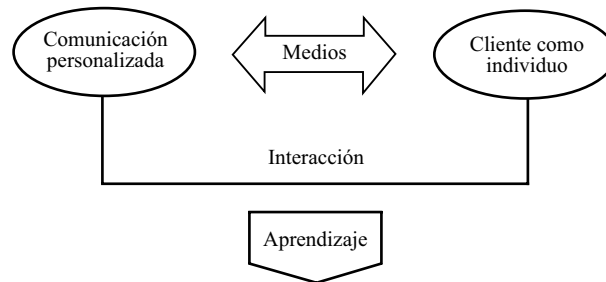 Comunicación
personalizada
Medios
Cliente como
individuo
Interacción
Aprendizaje